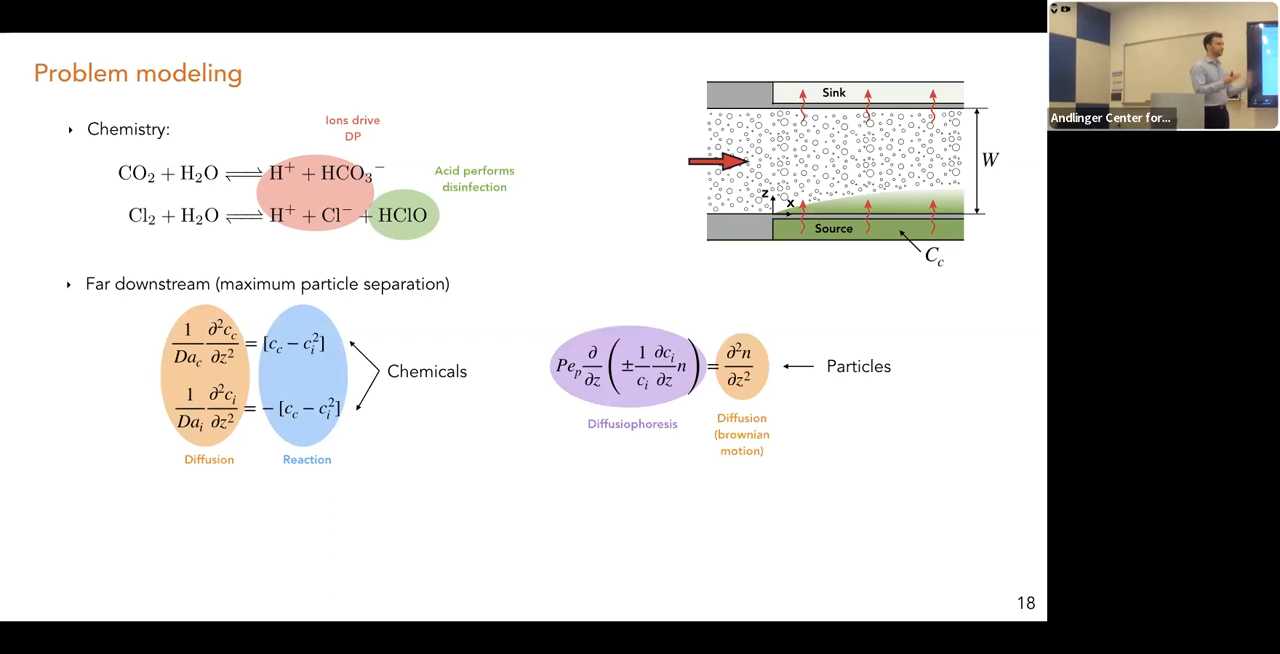 Problem modeling
‣ Chemistry:
Ions drive
DP
CO₂ + H₂O ⇌ H⁺ + HCO₃⁻
Acid performs
disinfection
Cl₂ + H₂O ⇌ H⁺ + Cl⁻ + HClO
Sink
W
z
x
Source
C_c
‣ Far downstream (maximum particle separation)
1/Da_c ∂²c_c/∂z² = [c_c − c_i²]
1/Da_i ∂²c_i/∂z² = − [c_c − c_i²]
Chemicals
Diffusion
Reaction
Pe_p ∂/∂z (± 1/c_i ∂c_i/∂z n) = ∂²n/∂z²
Particles
Diffusiophoresis
Diffusion
(brownian
motion)
18
Andlinger Center for...